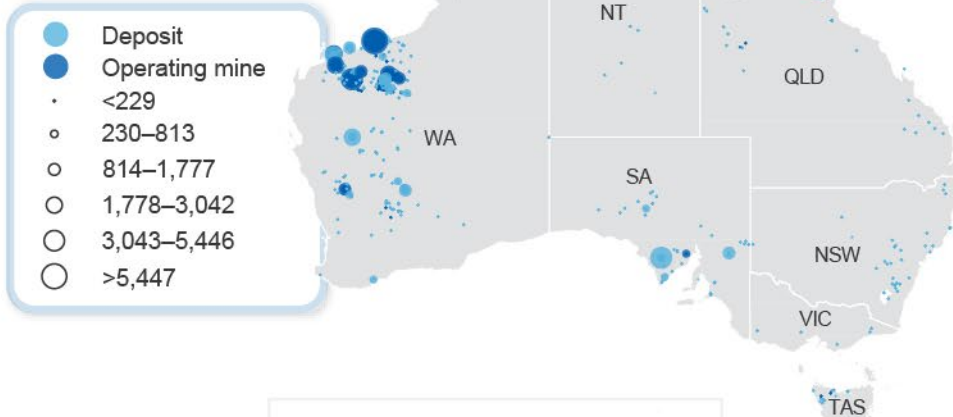 Deposit
Operating mine
<229
230–813
814–1,777
1,778–3,042
3,043–5,446
>5,447
NT
QLD
WA
SA
NSW
VIC
TAS